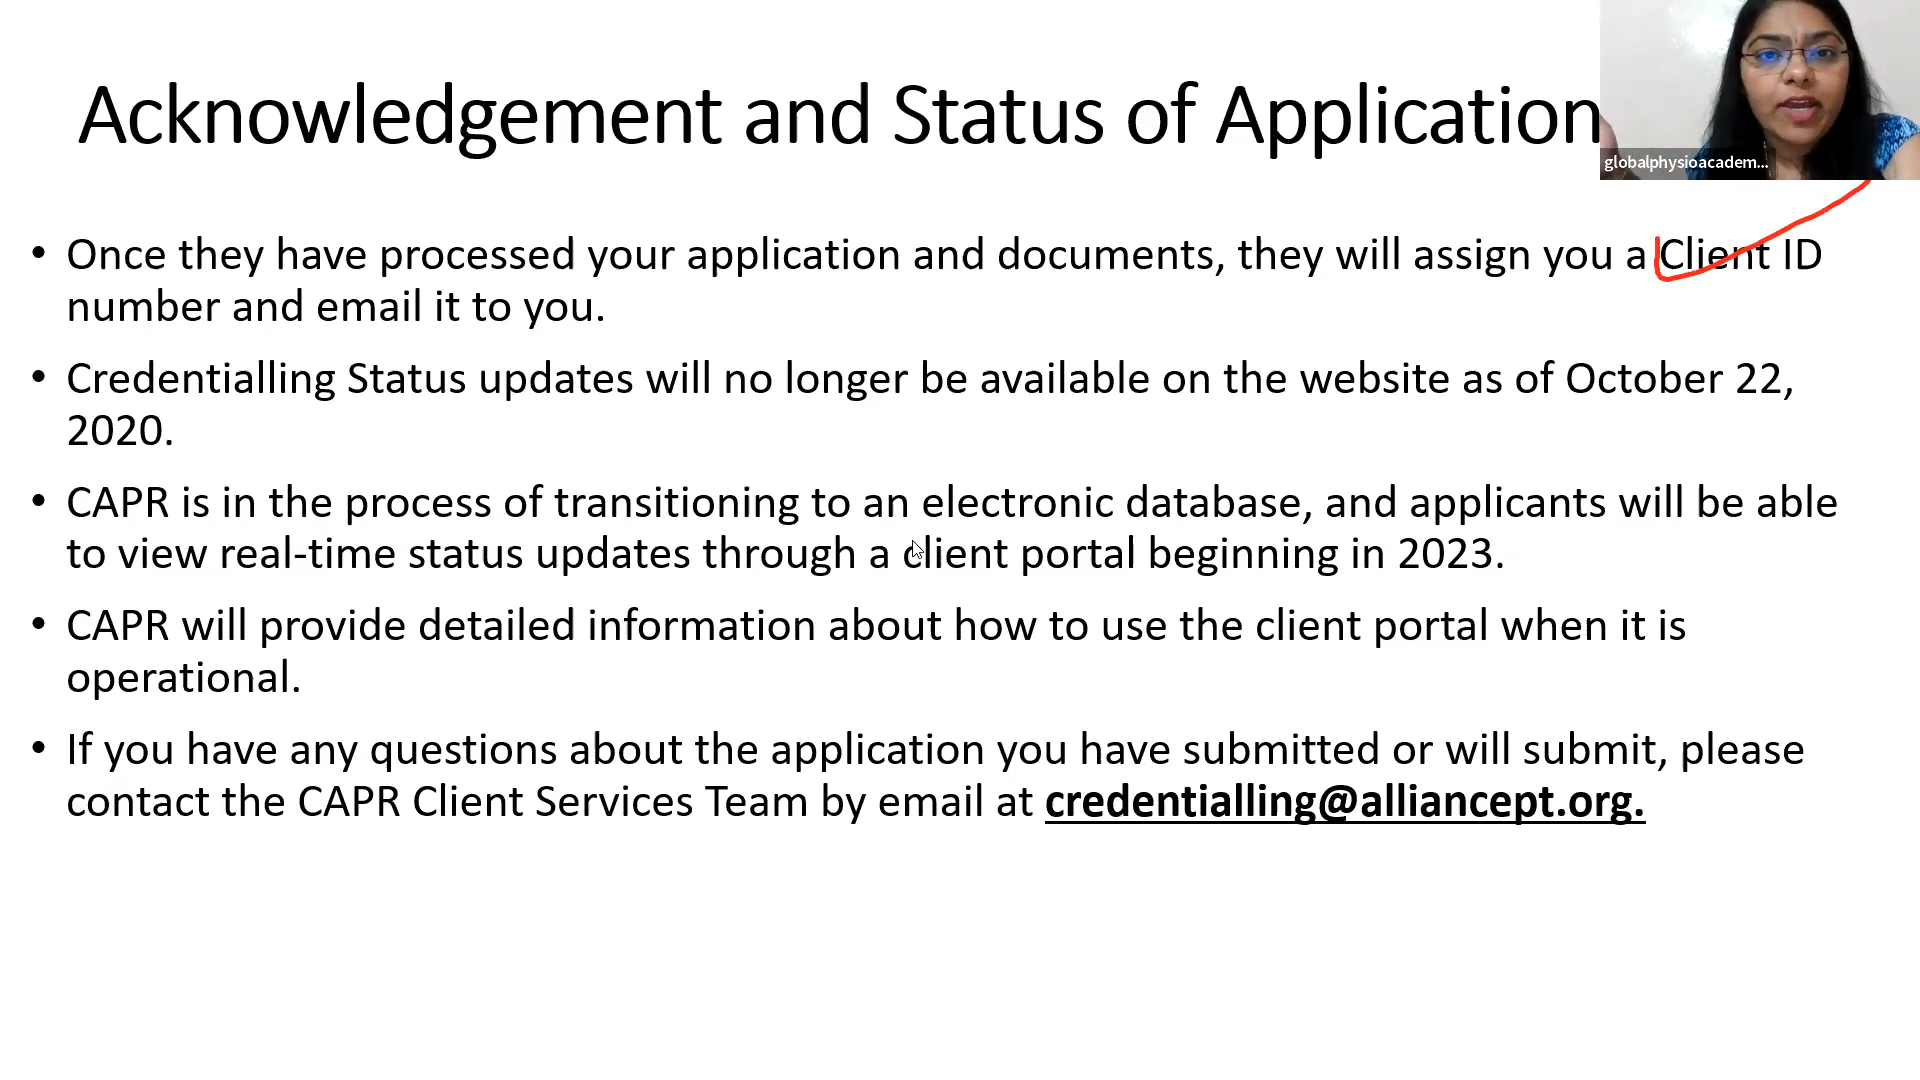 Acknowledgement and Status of Application
globalphysioacadem...
• Once they have processed your application and documents, they will assign you a Client ID
number and email it to you.
• Credentialling Status updates will no longer be available on the website as of October 22,
2020.
• CAPR is in the process of transitioning to an electronic database, and applicants will be able
to view real-time status updates through a client portal beginning in 2023.
• CAPR will provide detailed information about how to use the client portal when it is
operational.
• If you have any questions about the application you have submitted or will submit, please
contact the CAPR Client Services Team by email at credentialling@alliancept.org.